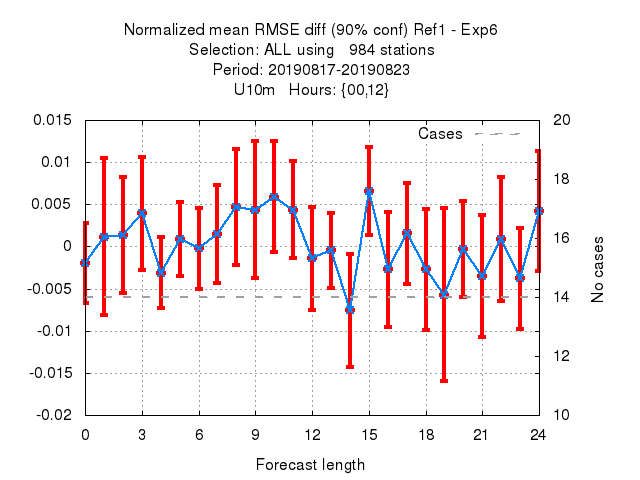 Normalized mean RMSE diff (90% conf) Ref1 - Exp6
Selection: ALL using 984 stations
Period: 20190817-20190823
U10m Hours: {00,12}
Cases
0.015
0.01
0.005
0
-0.005
-0.01
-0.015
-0.02
20
18
16
14
12
10
No cases
0 3 6 9 12 15 18 21 24
Forecast length